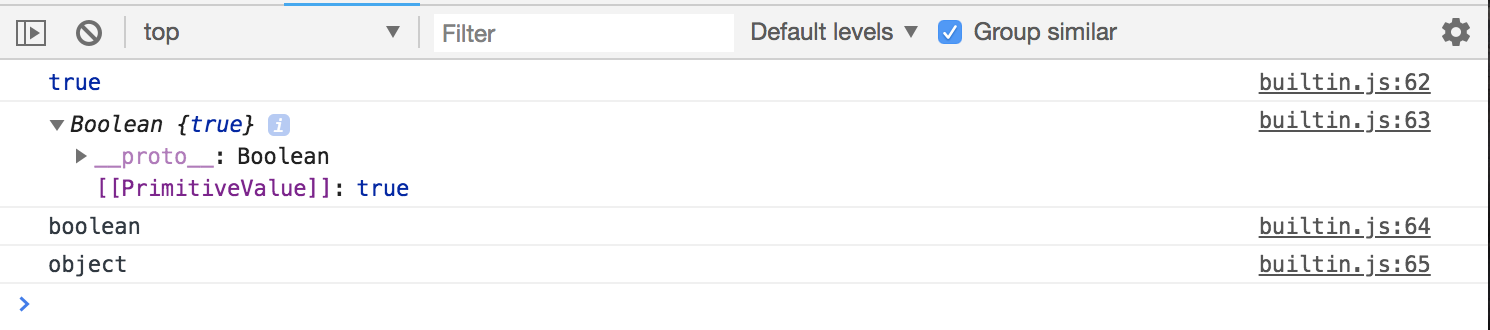 top Filter Default levels Group similar
true builtin.js:62
Boolean {true} i builtin.js:63
__proto__: Boolean
[[PrimitiveValue]]: true
boolean builtin.js:64
object builtin.js:65
>